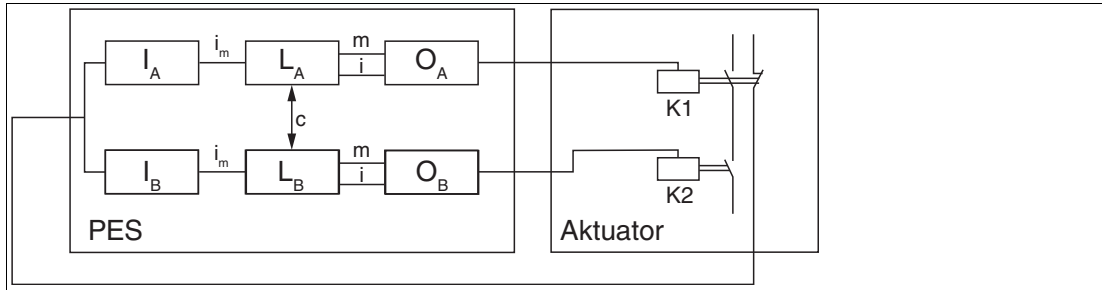 I_A i_m L_A m i O_A
K1
c
I_B i_m L_B m i O_B
K2
PES Aktuator